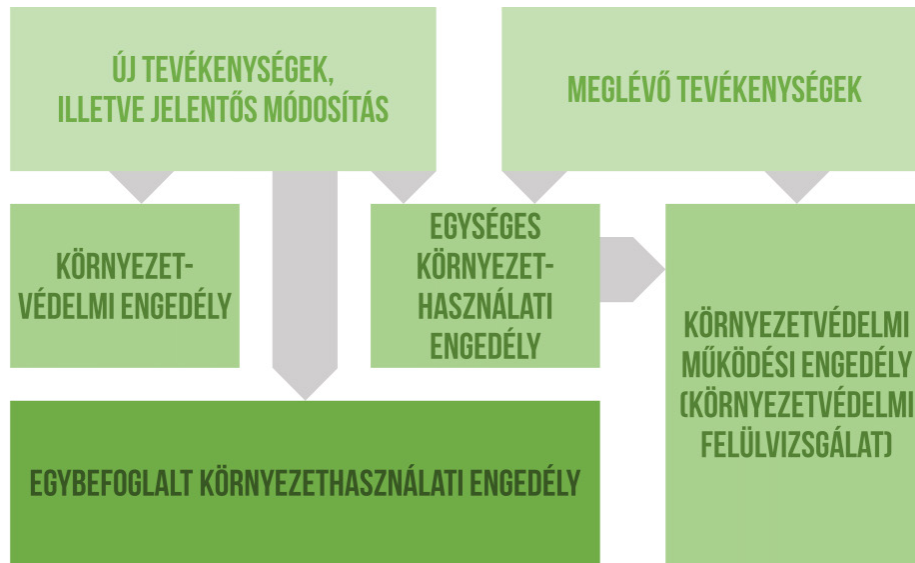 ÚJ TEVÉKENYSÉGEK,
ILLETVE JELENTŐS MÓDOSÍTÁS
MEGLÉVŐ TEVÉKENYSÉGEK
KÖRNYEZET-
VÉDELMI ENGEDÉLY
EGYSÉGES
KÖRNYEZET-
HASZNÁLATI
ENGEDÉLY
KÖRNYEZETVÉDELMI
MŰKÖDÉSI ENGEDÉLY
(KÖRNYEZETVÉDELMI
FELÜLVIZSGÁLAT)
EGYBEFOGLALT KÖRNYEZETHASZNÁLATI ENGEDÉLY